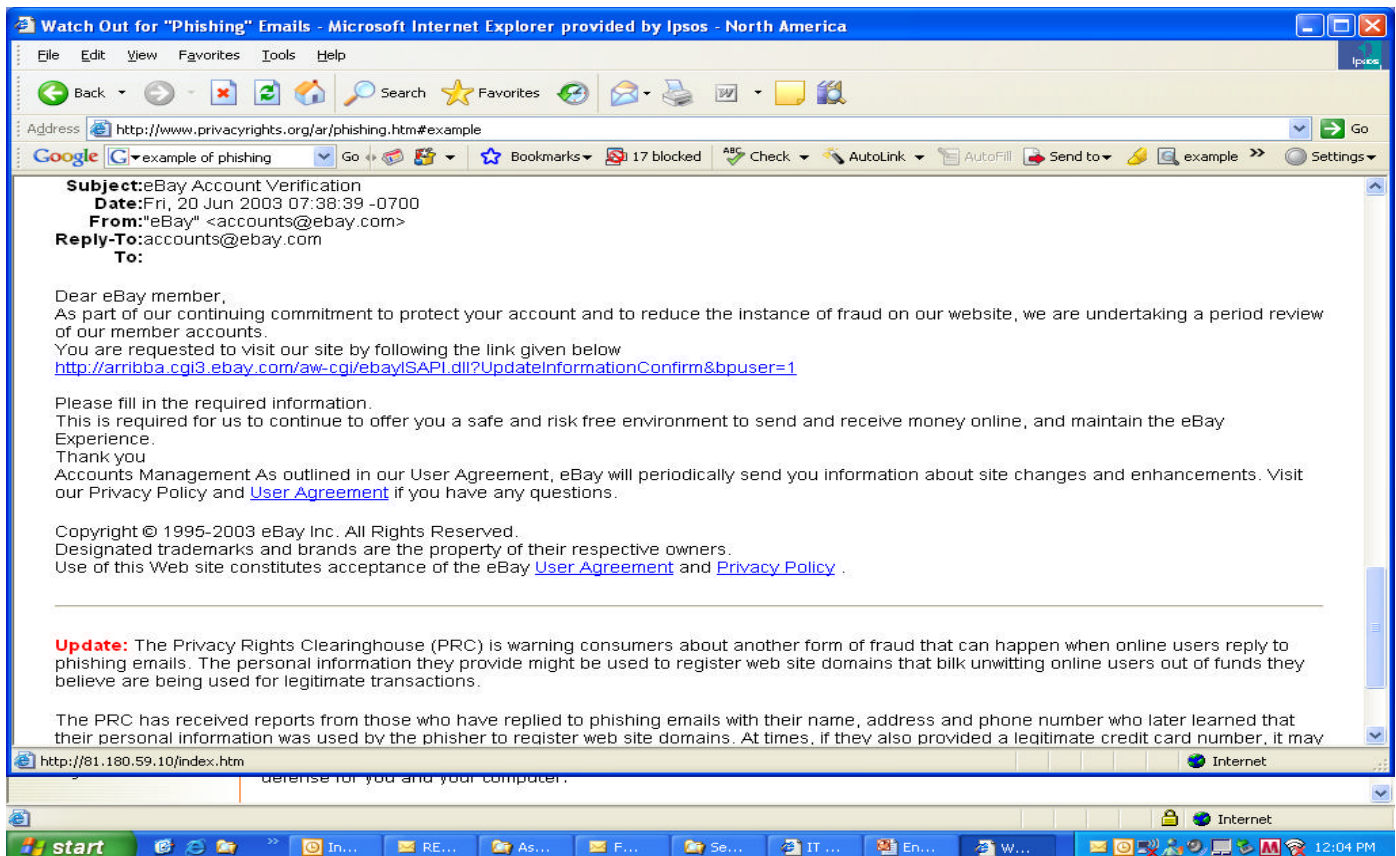 Watch Out for "Phishing" Emails - Microsoft Internet Explorer provided by Ipsos - North America
File Edit View Favorites Tools Help
Ipsos
Back Search Favorites
Address http://www.privacyrights.org/ar/phishing.htm#example Go
Google G example of phishing Go Bookmarks 17 blocked ABC Check AutoLink AutoFill Send to example >> Settings
Subject:eBay Account Verification
Date:Fri, 20 Jun 2003 07:38:39 -0700
From:"eBay" <accounts@ebay.com>
Reply-To:accounts@ebay.com
To:
Dear eBay member,
As part of our continuing commitment to protect your account and to reduce the instance of fraud on our website, we are undertaking a period review
of our member accounts.
You are requested to visit our site by following the link given below
http://arribba.cgi3.ebay.com/aw-cgi/ebayISAPI.dll?UpdateInformationConfirm&bpuser=1
Please fill in the required information.
This is required for us to continue to offer you a safe and risk free environment to send and receive money online, and maintain the eBay
Experience.
Thank you
Accounts Management As outlined in our User Agreement, eBay will periodically send you information about site changes and enhancements. Visit
our Privacy Policy and User Agreement if you have any questions.
Copyright © 1995-2003 eBay Inc. All Rights Reserved.
Designated trademarks and brands are the property of their respective owners.
Use of this Web site constitutes acceptance of the eBay User Agreement and Privacy Policy .
Update: The Privacy Rights Clearinghouse (PRC) is warning consumers about another form of fraud that can happen when online users reply to
phishing emails. The personal information they provide might be used to register web site domains that bilk unwitting online users out of funds they
believe are being used for legitimate transactions.
The PRC has received reports from those who have replied to phishing emails with their name, address and phone number who later learned that
their personal information was used by the phisher to register web site domains. At times, if they also provided a legitimate credit card number, it may
http://81.180.59.10/index.htm Internet
defense for you and your computer.
Internet
start >> In... RE... As... F... Se... IT ... En... W... 12:04 PM